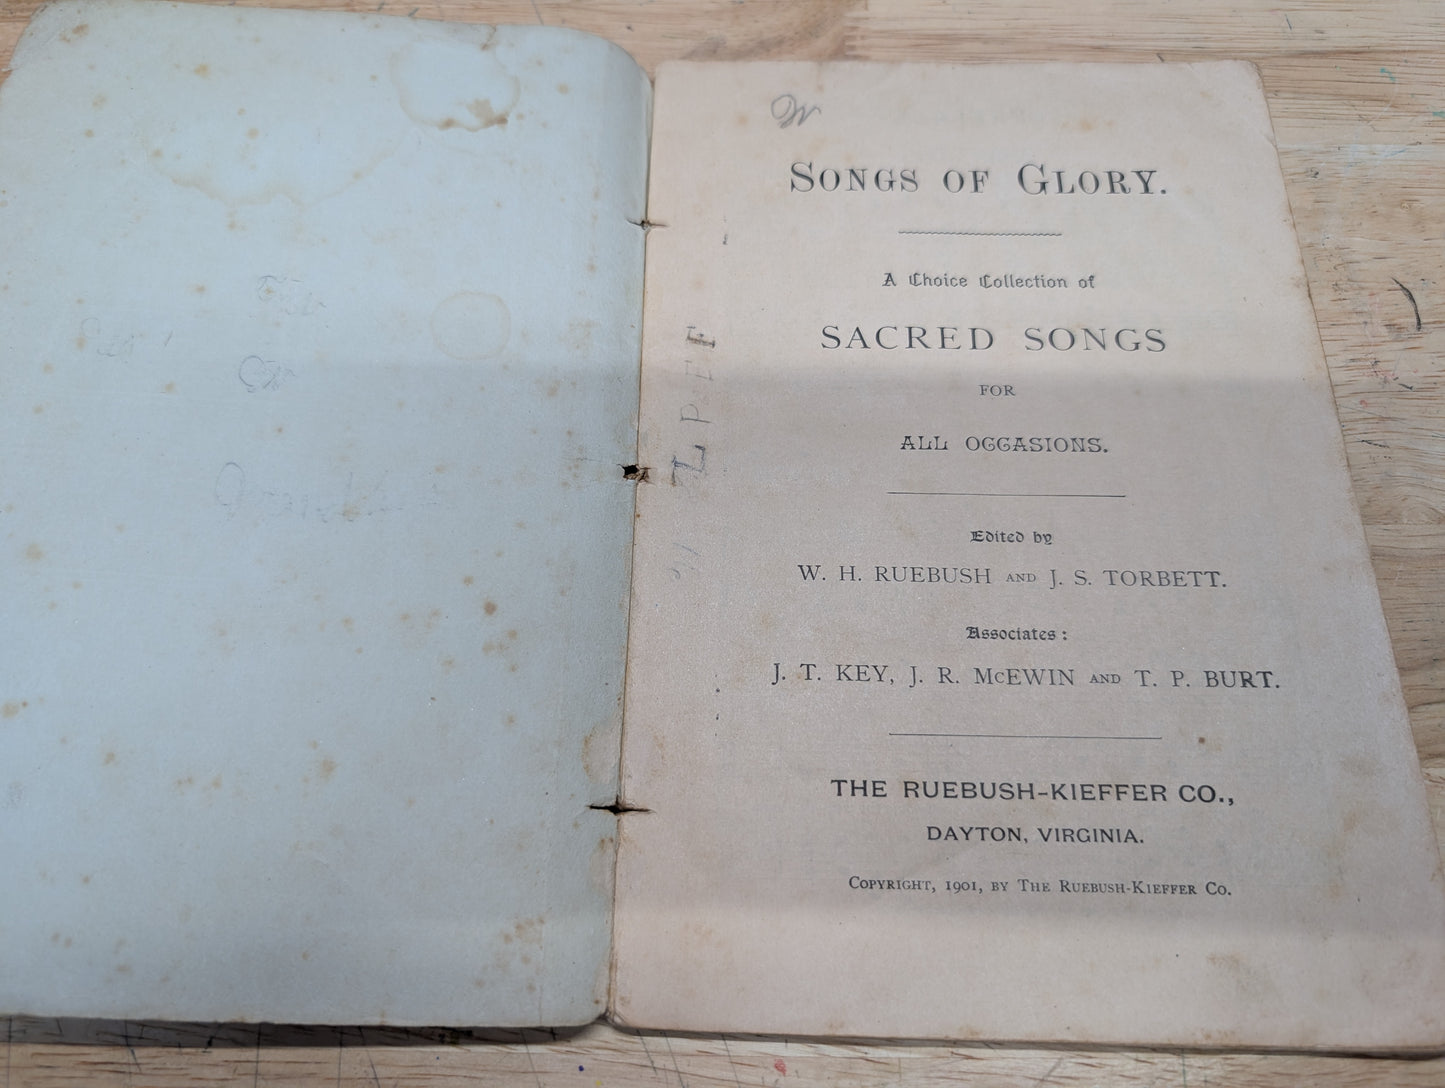 W
SONGS OF GLORY.
A Choice Collection of
SACRED SONGS
FOR
ALL OCCASIONS.
Edited by
W. H. RUEBUSH AND J. S. TORBETT.
Associates:
J. T. KEY, J. R. McEWIN AND T. P. BURT.
THE RUEBUSH-KIEFFER CO.,
DAYTON, VIRGINIA.
COPYRIGHT, 1901, BY THE RUEBUSH-KIEFFER CO.